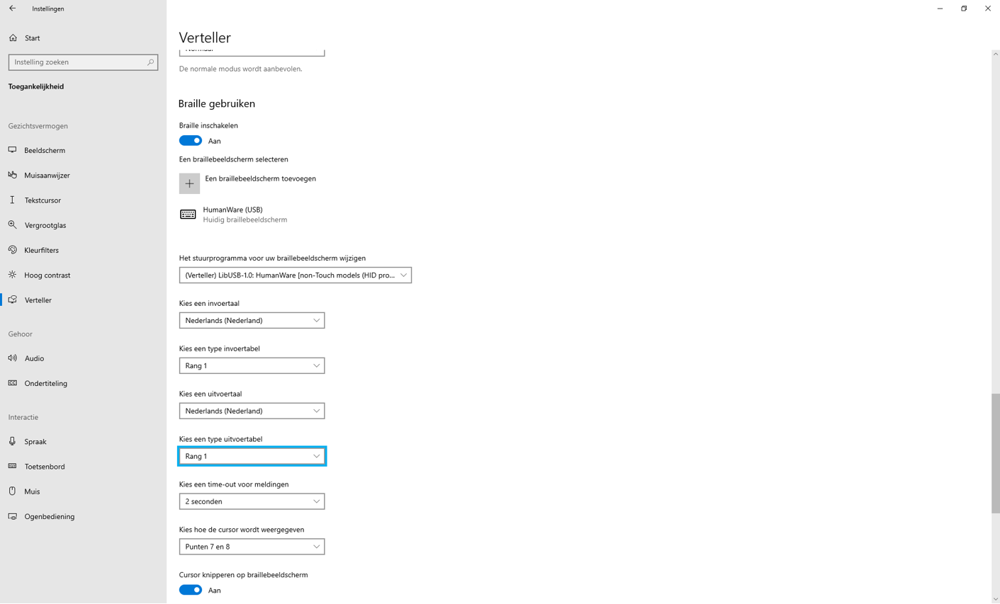 Instellingen
Start
Instelling zoeken
Toegankelijkheid
Gezichtsvermogen
Beeldscherm
Muisaanwijzer
Tekstcursor
Vergrootglas
Kleurfilters
Hoog contrast
Verteller
Gehoor
Audio
Ondertiteling
Interactie
Spraak
Toetsenbord
Muis
Ogenbediening
Verteller
Normaal
De normale modus wordt aanbevolen.
Braille gebruiken
Braille inschakelen
Aan
Een braillebeeldscherm selecteren
Een braillebeeldscherm toevoegen
HumanWare (USB)
Huidig braillebeeldscherm
Het stuurprogramma voor uw braillebeeldscherm wijzigen
(Verteller) LibUSB-1.0: HumanWare [non-Touch models (HID pro...
Kies een invoertaal
Nederlands (Nederland)
Kies een type invoertabel
Rang 1
Kies een uitvoertaal
Nederlands (Nederland)
Kies een type uitvoertabel
Rang 1
Kies een time-out voor meldingen
2 seconden
Kies hoe de cursor wordt weergegeven
Punten 7 en 8
Cursor knipperen op braillebeeldscherm
Aan